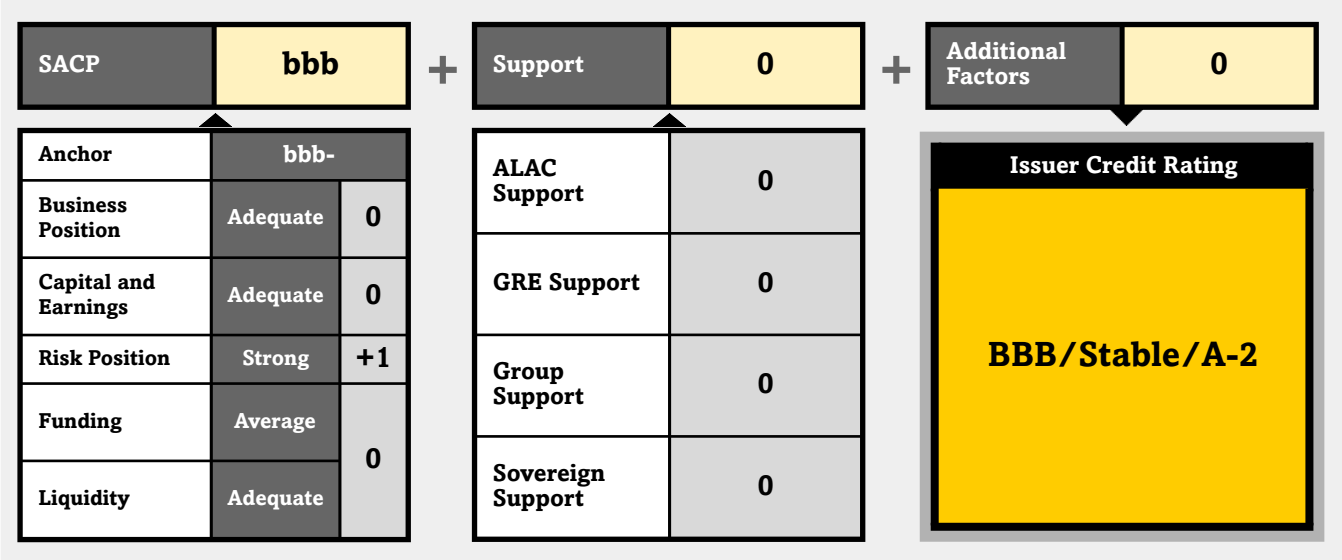 SACP
bbb
+
Support
0
+
Additional
Factors
0
Anchor
bbb-
Business
Position
Adequate
0
Capital and
Earnings
Adequate
0
Risk Position
Strong
+1
Funding
Average
0
Liquidity
Adequate
ALAC
Support
0
GRE Support
0
Group
Support
0
Sovereign
Support
0
Issuer Credit Rating
BBB/Stable/A-2